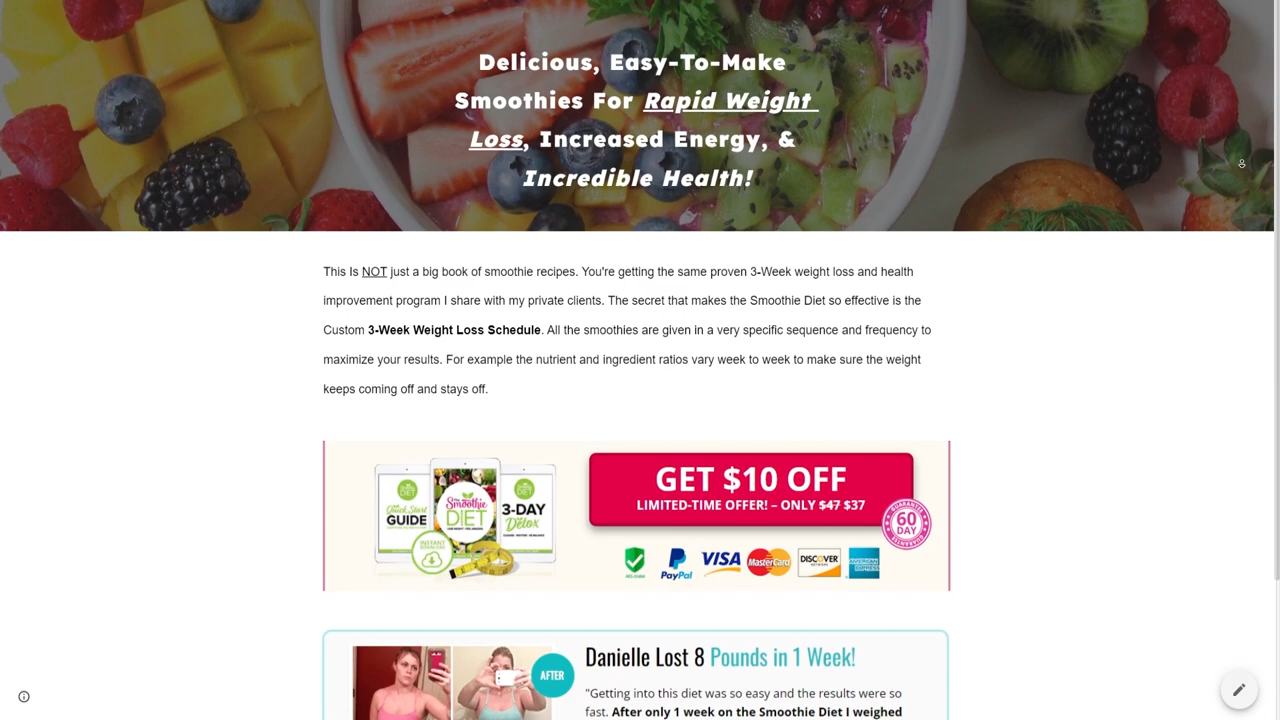 Delicious, Easy-To-Make
Smoothies For Rapid Weight
Loss, Increased Energy, &
Incredible Health!
This Is NOT just a big book of smoothie recipes. You're getting the same proven 3-Week weight loss and health
improvement program I share with my private clients. The secret that makes the Smoothie Diet so effective is the
Custom 3-Week Weight Loss Schedule. All the smoothies are given in a very specific sequence and frequency to
maximize your results. For example the nutrient and ingredient ratios vary week to week to make sure the weight
keeps coming off and stays off.
DIET
Quick Start
GUIDE
Smoothie
DIET
3-DAY
Detox
INSTANT
DOWNLOAD
GET $10 OFF
LIMITED-TIME OFFER! – ONLY $47 $37
GUARANTEE
60
DAY
GUARANTEE
PayPal
VISA
MasterCard
DISCOVER
NETWORK
AMERICAN
EXPRESS
AFTER
Danielle Lost 8 Pounds in 1 Week!
"Getting into this diet was so easy and the results were so
fast. After only 1 week on the Smoothie Diet I weighed